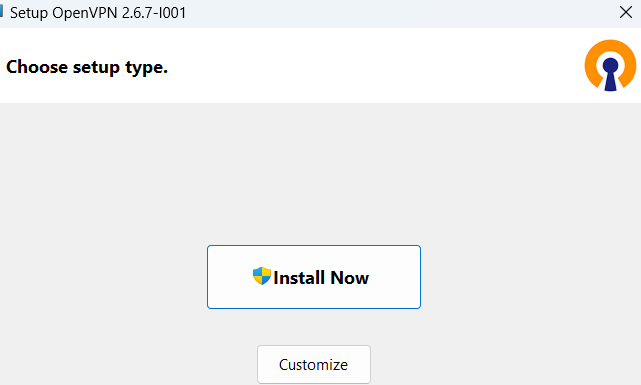 Setup OpenVPN 2.6.7-I001
Choose setup type.
Install Now
Customize